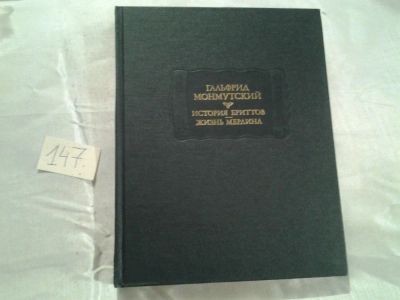 ГАЛЬФРИД
МОНМУТСКИЙ
ИСТОРИЯ БРИТТОВ
ЖИЗНЬ МЕРЛИНА
147.